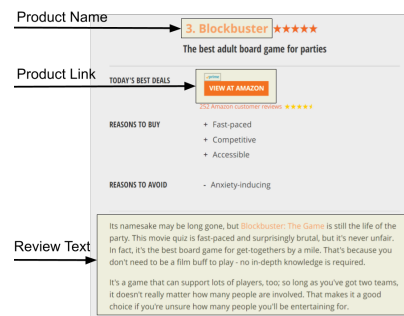 Product Name
3. Blockbuster ★★★★★
The best adult board game for parties
Product Link
TODAY'S BEST DEALS
VIEW AT AMAZON
252 Amazon customer reviews
REASONS TO BUY
+ Fast-paced
+ Competitive
+ Accessible
REASONS TO AVOID
- Anxiety-inducing
Review Text
Its namesake may be long gone, but Blockbuster: The Game is still the life of the
party. This movie quiz is fast-paced and surprisingly brutal, but it's never unfair.
In fact, it's the best board game for get-togethers by a mile. That's because you
don't need to be a film buff to play - no in-depth knowledge is required.
It's a game that can support lots of players, too; so long as you've got two teams,
it doesn't really matter how many people are involved. That makes it a good
choice if you're unsure how many people you'll be entertaining for.